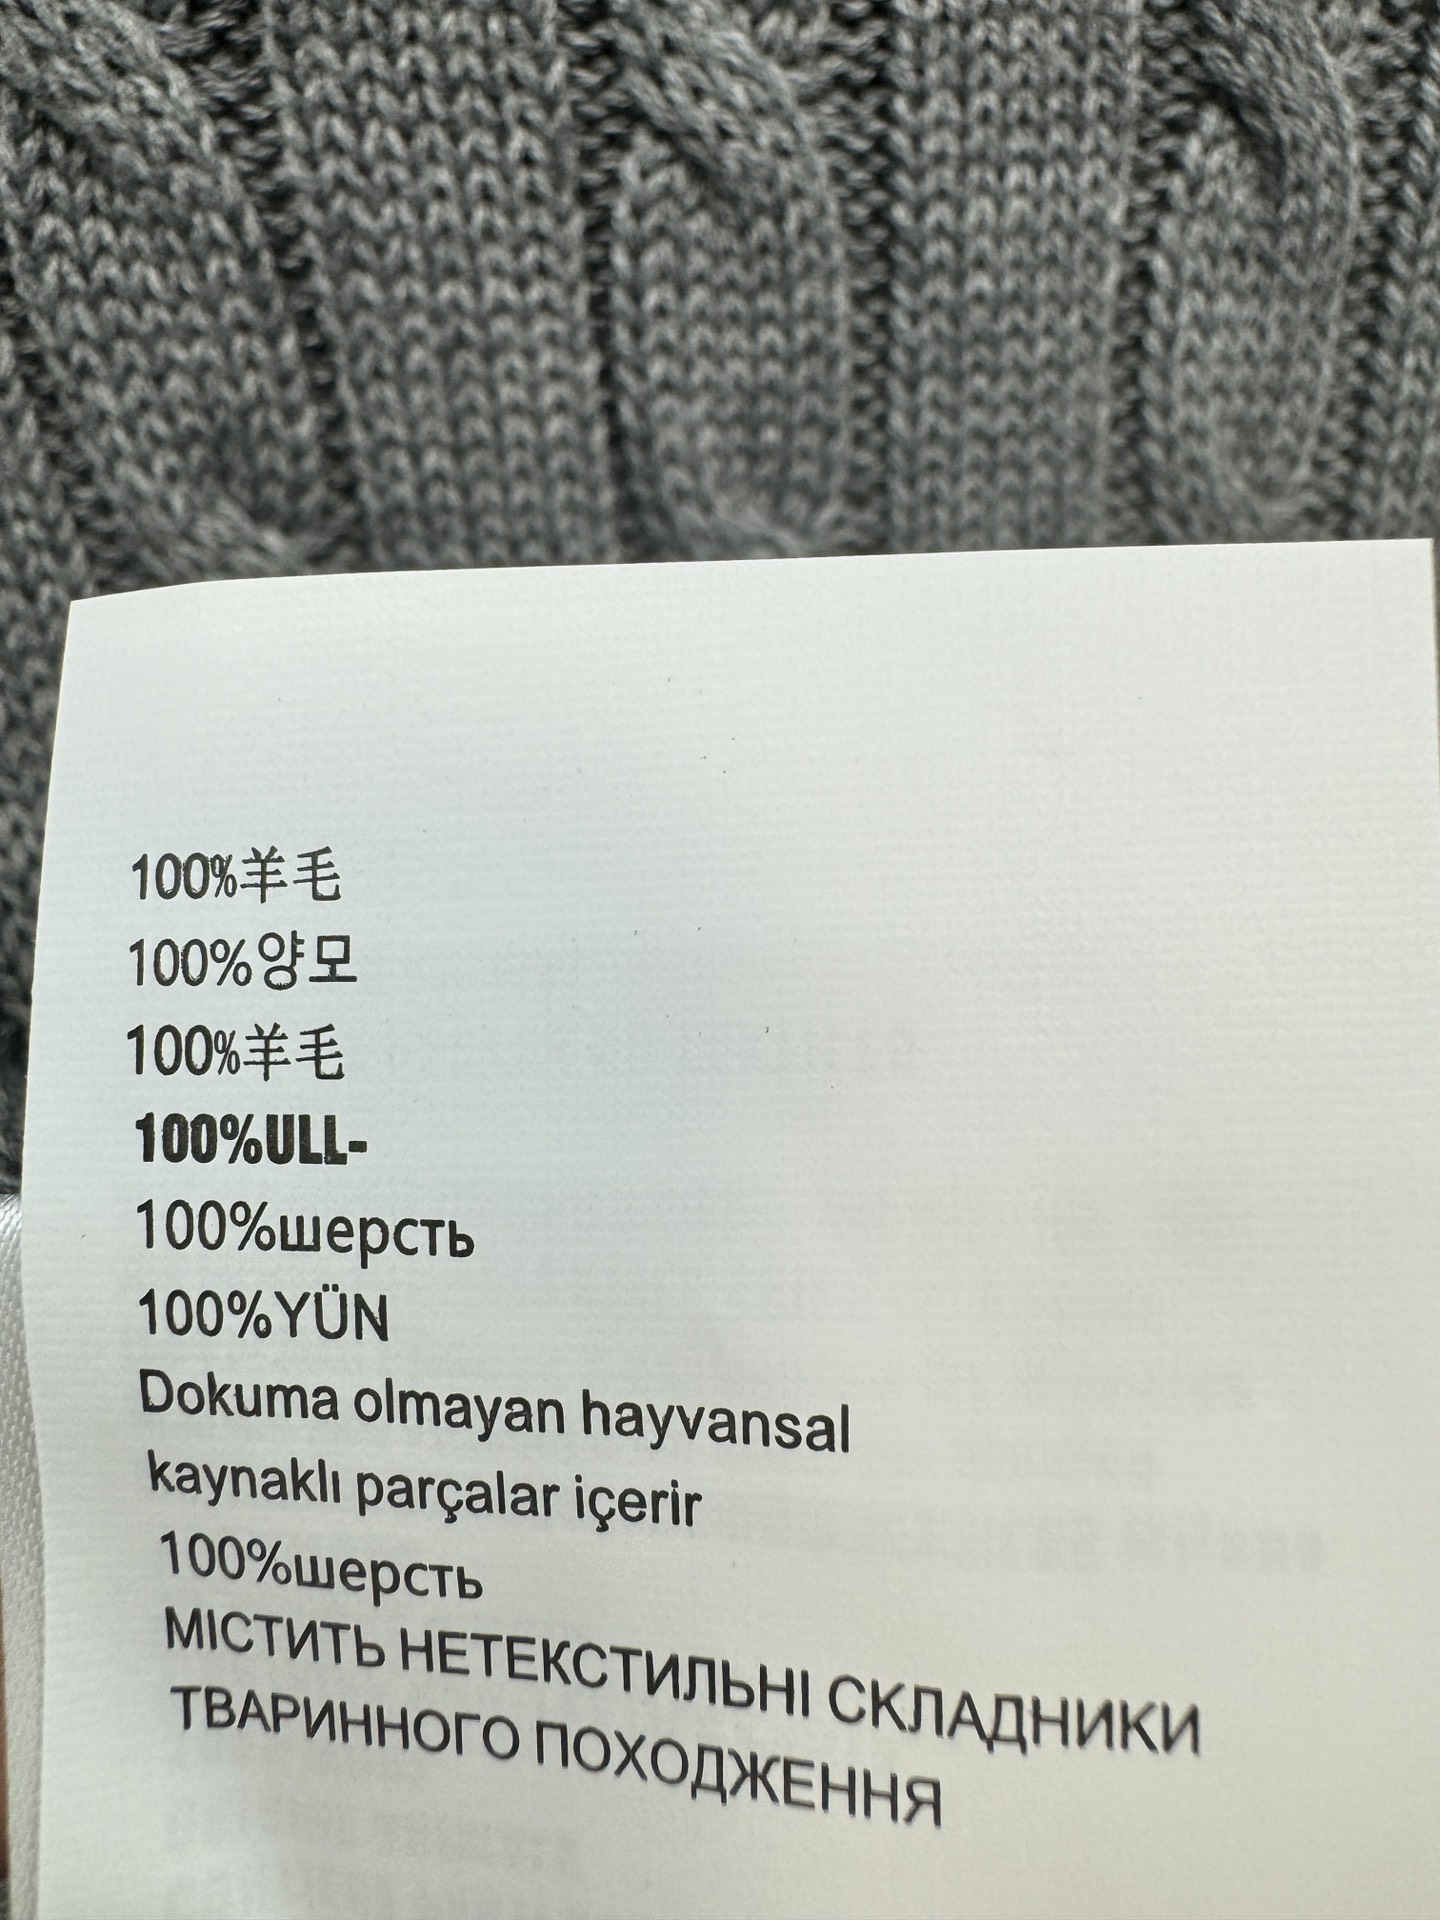 100%羊毛
100%양모
100%羊毛
100%ULL-
100%шерсть
100%YÜN
Dokuma olmayan hayvansal
kaynaklı parçalar içerir
100%шерсть
МІСТИТЬ НЕТЕКСТИЛЬНІ СКЛАДНИКИ
ТВАРИННОГО ПОХОДЖЕННЯ